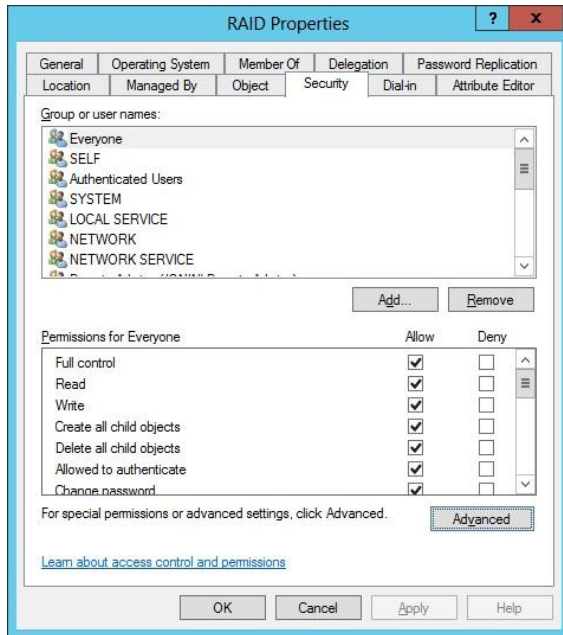 RAID Properties
? x
General Operating System Member Of Delegation Password Replication
Location Managed By Object Security Dial-in Attribute Editor
Group or user names:
Everyone
SELF
Authenticated Users
SYSTEM
LOCAL SERVICE
NETWORK
NETWORK SERVICE
Add... Remove
Permissions for Everyone Allow Deny
Full control
Read
Write
Create all child objects
Delete all child objects
Allowed to authenticate
Change password
For special permissions or advanced settings, click Advanced. Advanced
Learn about access control and permissions
OK Cancel Apply Help